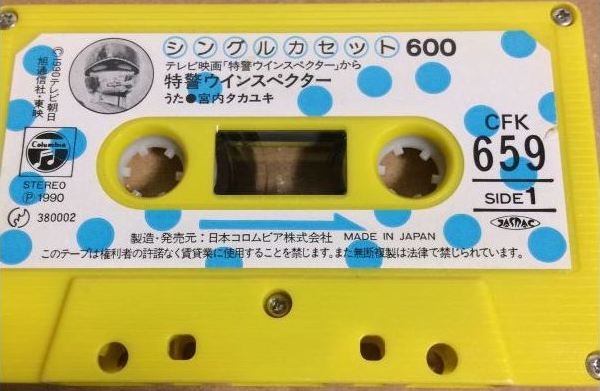 シングルカセット600
テレビ映画「特警ウインスペクター」から
特警ウインスペクター
うた●宮内タカユキ
©1990テレビ朝日
旭通信社・東映
Columbia
STEREO
Ⓟ 1990
380002
CFK
659
SIDE 1
JASRAC
製造・発売元：日本コロムビア株式会社 MADE IN JAPAN
このテープは権利者の許諾なく賃貸業に使用することを禁じます。また無断複製は法律で禁じられています。